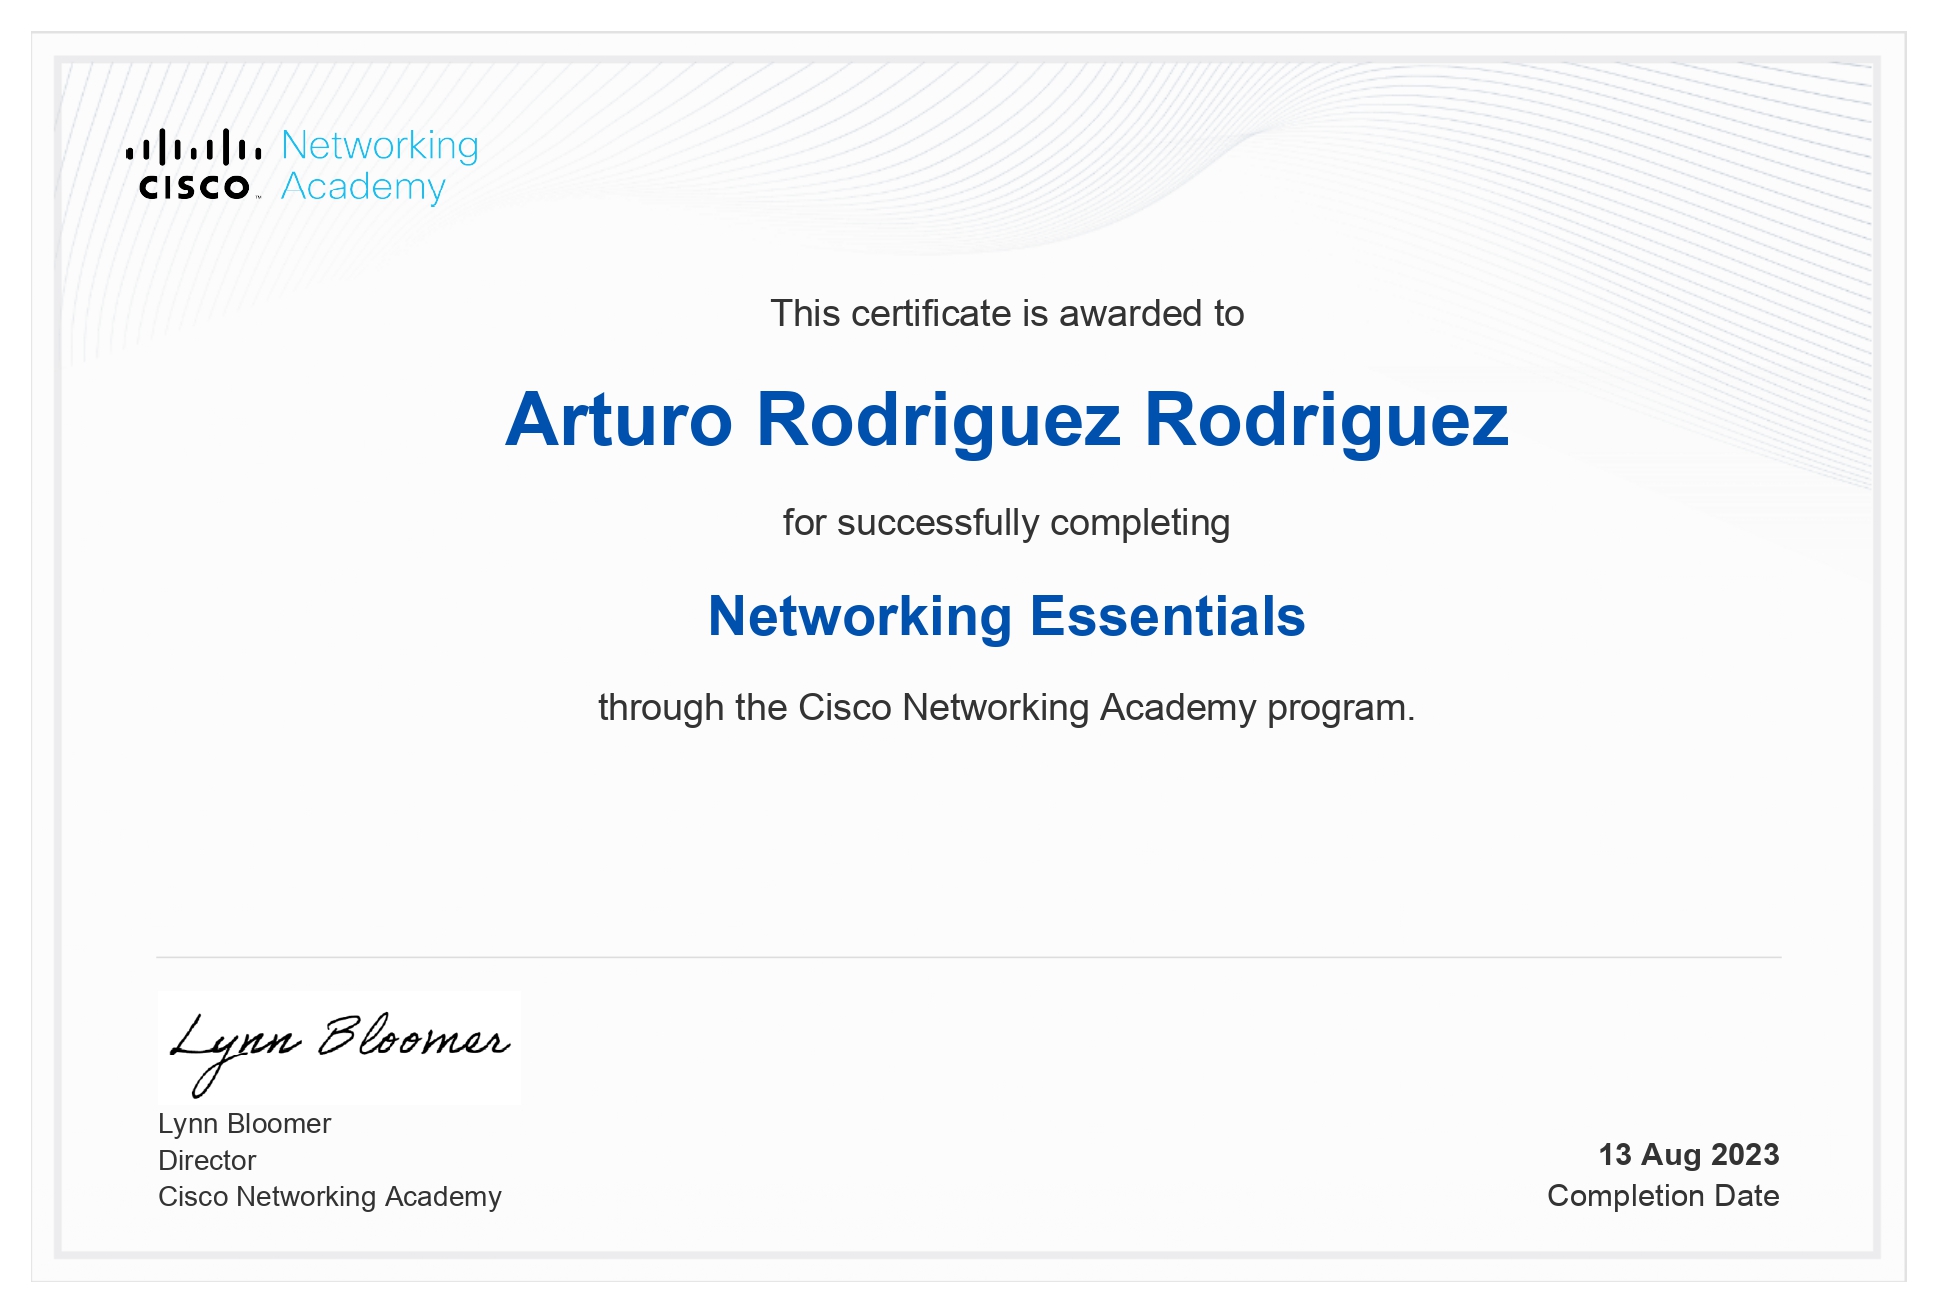 Networking
CISCO™ Academy
This certificate is awarded to
Arturo Rodriguez Rodriguez
for successfully completing
Networking Essentials
through the Cisco Networking Academy program.
Lynn Bloomer
Lynn Bloomer
Director
Cisco Networking Academy
13 Aug 2023
Completion Date